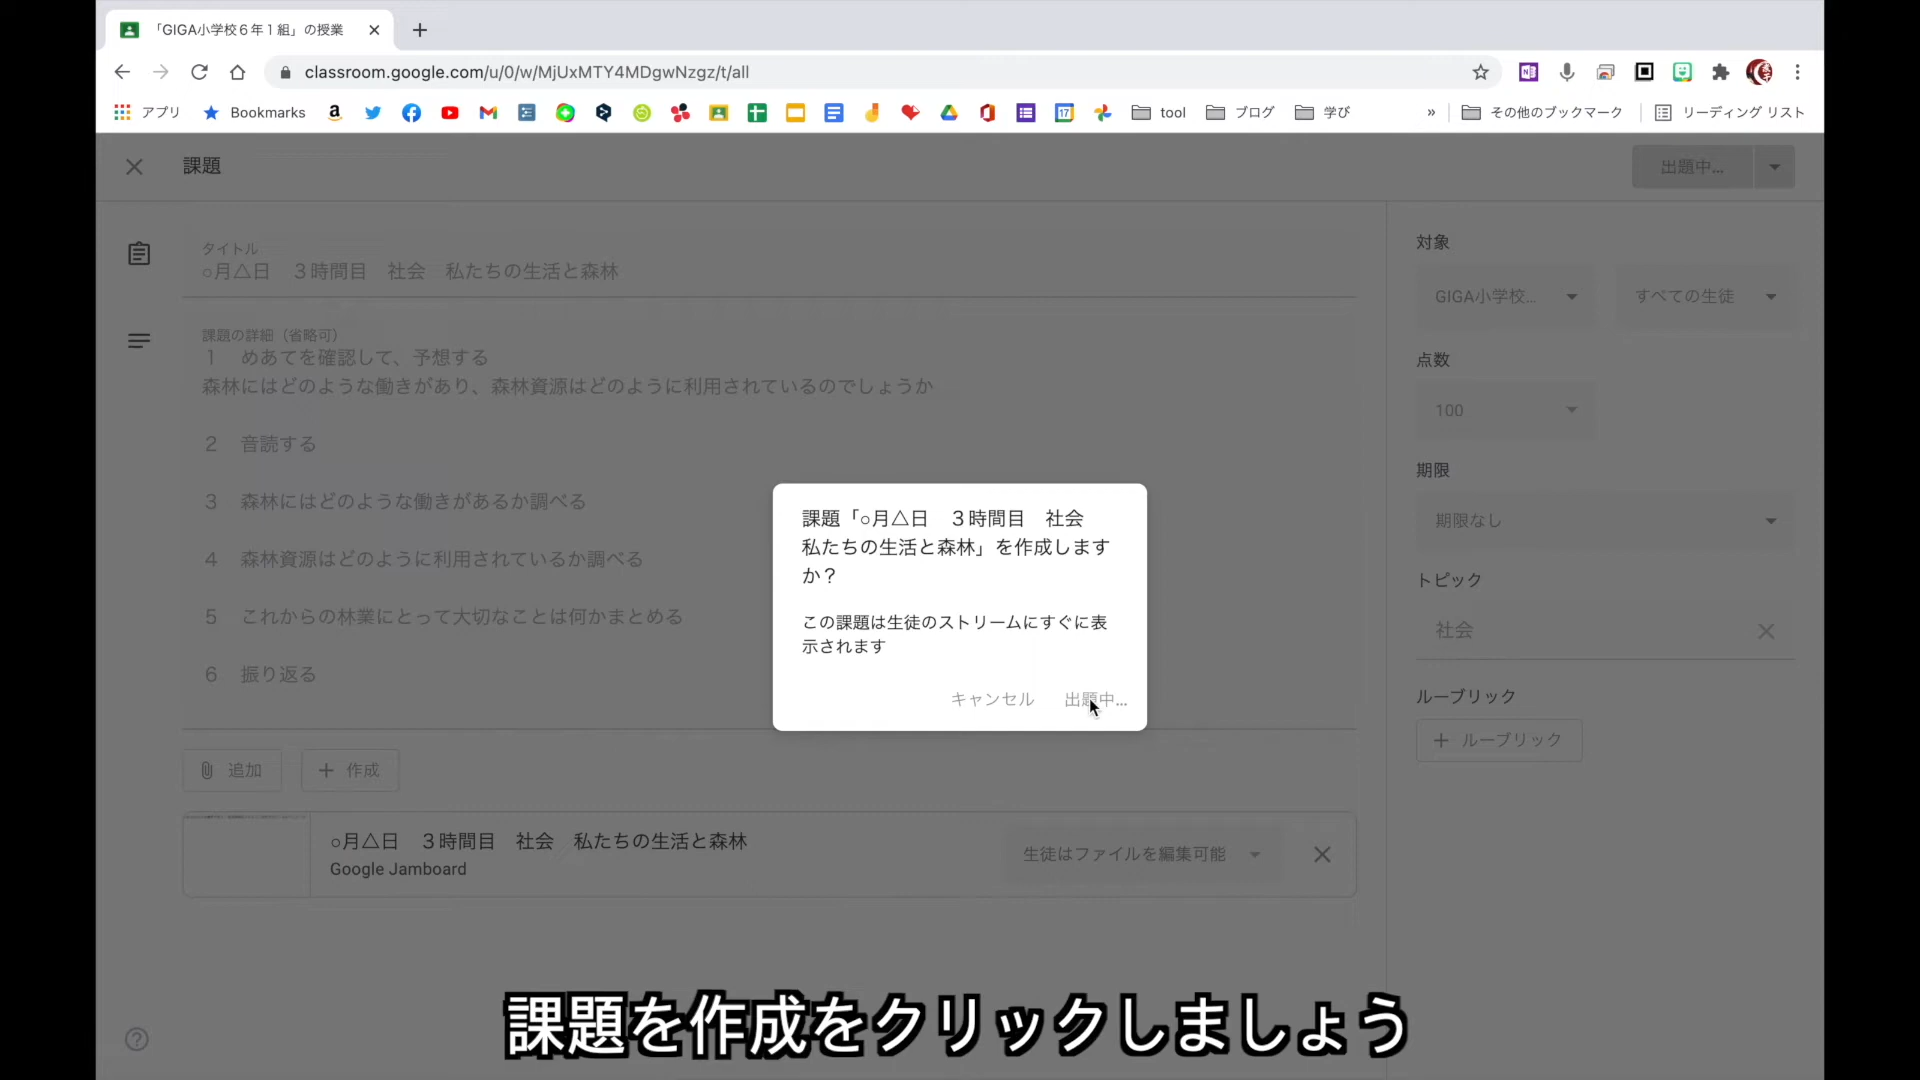 「GIGA小学校６年１組」の授業
classroom.google.com/u/0/w/MjUxMTY4MDgwNzgz/t/all
アプリ Bookmarks tool ブログ 学び » その他のブックマーク リーディング リスト
課題
出題中...
タイトル
○月△日　３時間目　社会　私たちの生活と森林
課題の詳細（省略可）
１　めあてを確認して、予想する
森林にはどのような働きがあり、森林資源はどのように利用されているのでしょうか
２　音読する
３　森林にはどのような働きがあるか調べる
４　森林資源はどのように利用されているか調べる
５　これからの林業にとって大切なことは何かまとめる
６　振り返る
追加 作成
○月△日　３時間目　社会　私たちの生活と森林
Google Jamboard
生徒はファイルを編集可能
対象
GIGA小学校... すべての生徒
点数
100
期限
期限なし
トピック
社会
ルーブリック
ルーブリック
課題「○月△日　３時間目　社会
私たちの生活と森林」を作成します
か？
この課題は生徒のストリームにすぐに表
示されます
キャンセル 出題中...
課題を作成をクリックしましょう